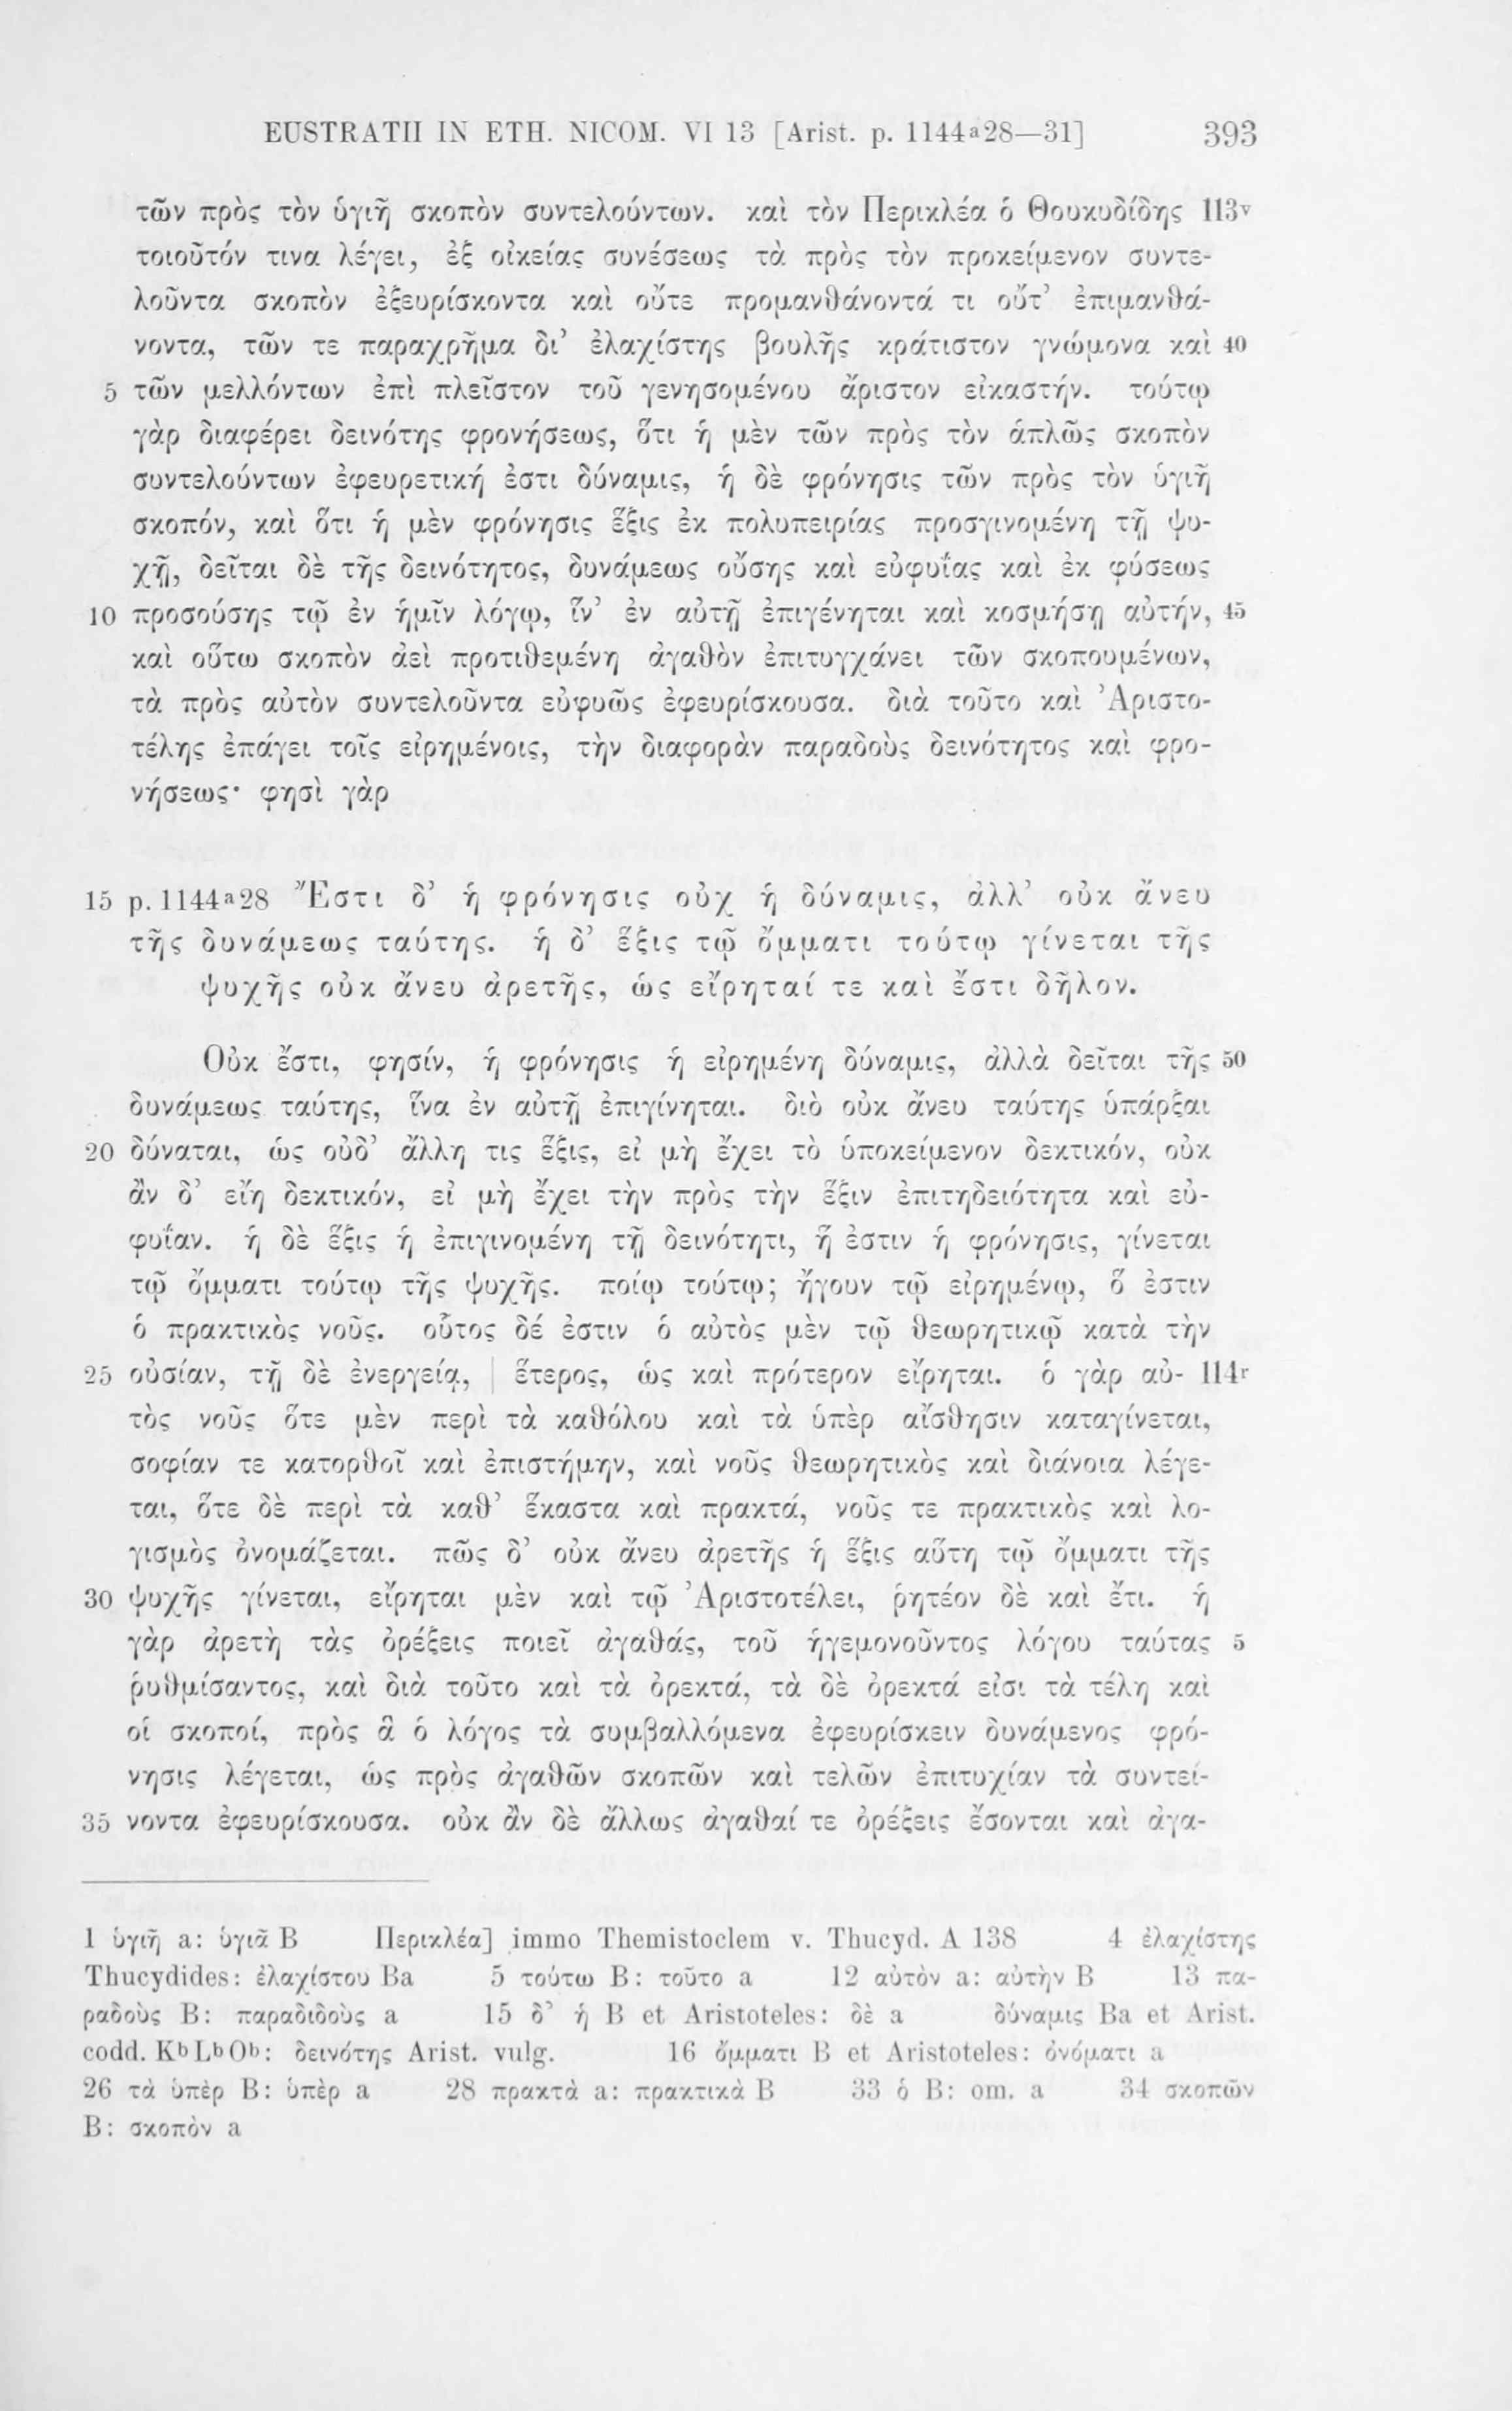 EUSTRATII IN ETH. NICOM. VI 13 [Arist. p. 1144a28—31] 393
τῶν πρὸς τὸν ὑγιῆ σκοπὸν συντελούντων. καὶ τὸν Περικλέα ὁ Θουκυδίδης 113v
τοιοῦτόν τινα λέγει, ἐξ οἰκείας συνέσεως τὰ πρὸς τὸν προκείμενον συντε-
λοῦντα σκοπὸν ἐξευρίσκοντα καὶ οὔτε προμανθάνοντά τι οὔτ’ ἐπιμανθά-
νοντα, τῶν τε παραχρῆμα δι’ ἐλαχίστης βουλῆς κράτιστον γνώμονα καὶ 40
5 τῶν μελλόντων ἐπὶ πλεῖστον τοῦ γενησομένου ἄριστον εἰκαστήν. τούτῳ
γὰρ διαφέρει δεινότης φρονήσεως, ὅτι ἡ μὲν τῶν πρὸς τὸν ἁπλῶς σκοπὸν
συντελούντων ἐφευρετική ἐστι δύναμις, ἡ δὲ φρόνησις τῶν πρὸς τὸν ὑγιῆ
σκοπόν, καὶ ὅτι ἡ μὲν φρόνησις ἕξις ἐκ πολυπειρίας προσγινομένη τῇ ψυ-
χῇ, δεῖται δὲ τῆς δεινότητος, δυνάμεως οὔσης καὶ εὐφυΐας καὶ ἐκ φύσεως
10 προσούσης τῷ ἐν ἡμῖν λόγῳ, ἵν’ ἐν αὐτῇ ἐπιγένηται καὶ κοσμήσῃ αὐτήν, 45
καὶ οὕτω σκοπὸν ἀεὶ προτιθεμένη ἀγαθὸν ἐπιτυγχάνει τῶν σκοπουμένων,
τὰ πρὸς αὐτὸν συντελοῦντα εὐφυῶς ἐφευρίσκουσα. διὰ τοῦτο καὶ Ἀριστο-
τέλης ἐπάγει τοῖς εἰρημένοις, τὴν διαφορὰν παραδοὺς δεινότητος καὶ φρο-
νήσεως· φησὶ γὰρ
15 p. 1144a28 Ἔστι δ’ ἡ φρόνησις οὐχ ἡ δύναμις, ἀλλ’ οὐκ ἄνευ
τῆς δυνάμεως ταύτης. ἡ δ’ ἕξις τῷ ὄμματι τούτῳ γίνεται τῆς
ψυχῆς οὐκ ἄνευ ἀρετῆς, ὡς εἴρηταί τε καὶ ἔστι δῆλον.
Οὐκ ἔστι, φησίν, ἡ φρόνησις ἡ εἰρημένη δύναμις, ἀλλὰ δεῖται τῆς 50
δυνάμεως ταύτης, ἵνα ἐν αὐτῇ ἐπιγίνηται. διὸ οὐκ ἄνευ ταύτης ὑπάρξαι
20 δύναται, ὡς οὐδ’ ἄλλη τις ἕξις, εἰ μὴ ἔχει τὸ ὑποκείμενον δεκτικόν, οὐκ
ἂν δ’ εἴη δεκτικόν, εἰ μὴ ἔχει τὴν πρὸς τὴν ἕξιν ἐπιτηδειότητα καὶ εὐ-
φυΐαν. ἡ δὲ ἕξις ἡ ἐπιγινομένη τῇ δεινότητι, ἥ ἐστιν ἡ φρόνησις, γίνεται
τῷ ὄμματι τούτῳ τῆς ψυχῆς. ποίῳ τούτῳ; ἤγουν τῷ εἰρημένῳ, ὅ ἐστιν
ὁ πρακτικὸς νοῦς. οὗτος δέ ἐστιν ὁ αὐτὸς μὲν τῷ θεωρητικῷ κατὰ τὴν
25 οὐσίαν, τῇ δὲ ἐνεργείᾳ, | ἕτερος, ὡς καὶ πρότερον εἴρηται. ὁ γὰρ αὐ- 114r
τὸς νοῦς ὅτε μὲν περὶ τὰ καθόλου καὶ τὰ ὑπὲρ αἴσθησιν καταγίνεται,
σοφίαν τε κατορθοῖ καὶ ἐπιστήμην, καὶ νοῦς θεωρητικὸς καὶ διάνοια λέγε-
ται, ὅτε δὲ περὶ τὰ καθ’ ἕκαστα καὶ πρακτά, νοῦς τε πρακτικὸς καὶ λο-
γισμὸς ὀνομάζεται. πῶς δ’ οὐκ ἄνευ ἀρετῆς ἡ ἕξις αὕτη τῷ ὄμματι τῆς
30 ψυχῆς γίνεται, εἴρηται μὲν καὶ τῷ Ἀριστοτέλει, ῥητέον δὲ καὶ ἔτι. ἡ
γὰρ ἀρετὴ τὰς ὀρέξεις ποιεῖ ἀγαθάς, τοῦ ἡγεμονοῦντος λόγου ταύτας 5
ῥυθμίσαντος, καὶ διὰ τοῦτο καὶ τὰ ὀρεκτά, τὰ δὲ ὀρεκτά εἰσι τὰ τέλη καὶ
οἱ σκοποί, πρὸς ἃ ὁ λόγος τὰ συμβαλλόμενα ἐφευρίσκειν δυνάμενος φρό-
νησις λέγεται, ὡς πρὸς ἀγαθῶν σκοπῶν καὶ τελῶν ἐπιτυχίαν τὰ συντεί-
35 νοντα ἐφευρίσκουσα. οὐκ ἂν δὲ ἄλλως ἀγαθαί τε ὀρέξεις ἔσονται καὶ ἀγα-
1 ὑγιῆ a: ὑγιᾶ B Περικλέα] immo Themistoclem v. Thucyd. A 138 4 ἐλαχίστης
Thucydides: ἐλαχίστου Ba 5 τούτω B: τοῦτο a 12 αὐτὸν a: αὐτὴν B 13 πα-
ραδοὺς B: παραδιδοὺς a 15 δ’ ἡ B et Aristoteles: δὲ a δύναμις Ba et Arist.
codd. KbLbOb: δεινότης Arist. vulg. 16 ὄμματι B et Aristoteles: ὀνόματι a
26 τὰ ὑπὲρ B: ὑπὲρ a 28 πρακτὰ a: πρακτικὰ B 33 ὁ B: om. a 34 σκοπῶν
B: σκοπὸν a